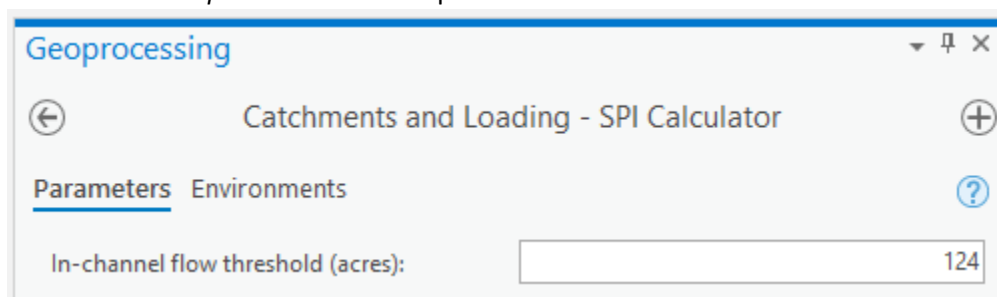 Geoprocessing
Catchments and Loading - SPI Calculator
Parameters Environments
In-channel flow threshold (acres): 124